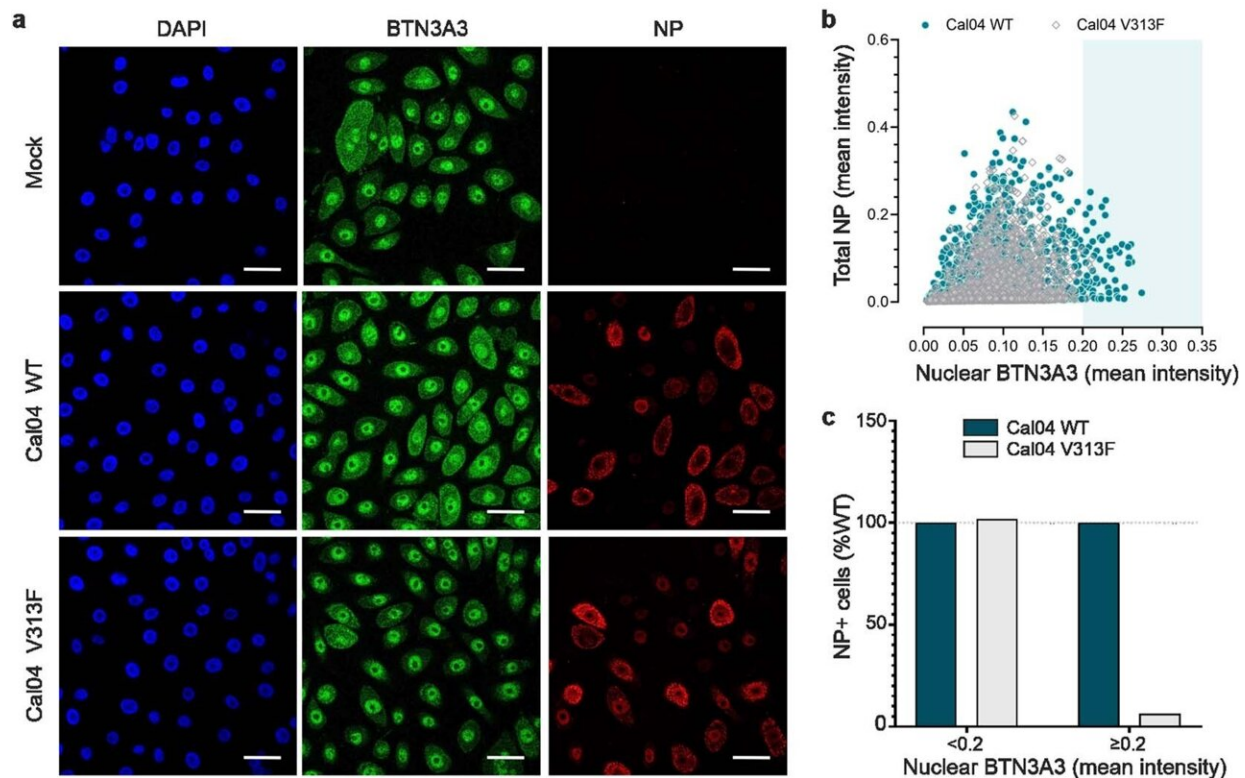 a
DAPI
BTN3A3
NP
Mock
Cal04 WT
Cal04 V313F
b
Cal04 WT
Cal04 V313F
Total NP (mean intensity)
0.6
0.4
0.2
0.0
0.00 0.05 0.10 0.15 0.20 0.25 0.30 0.35
Nuclear BTN3A3 (mean intensity)
c
Cal04 WT
Cal04 V313F
NP+ cells (%WT)
150
100
50
0
<0.2 ≥0.2
Nuclear BTN3A3 (mean intensity)